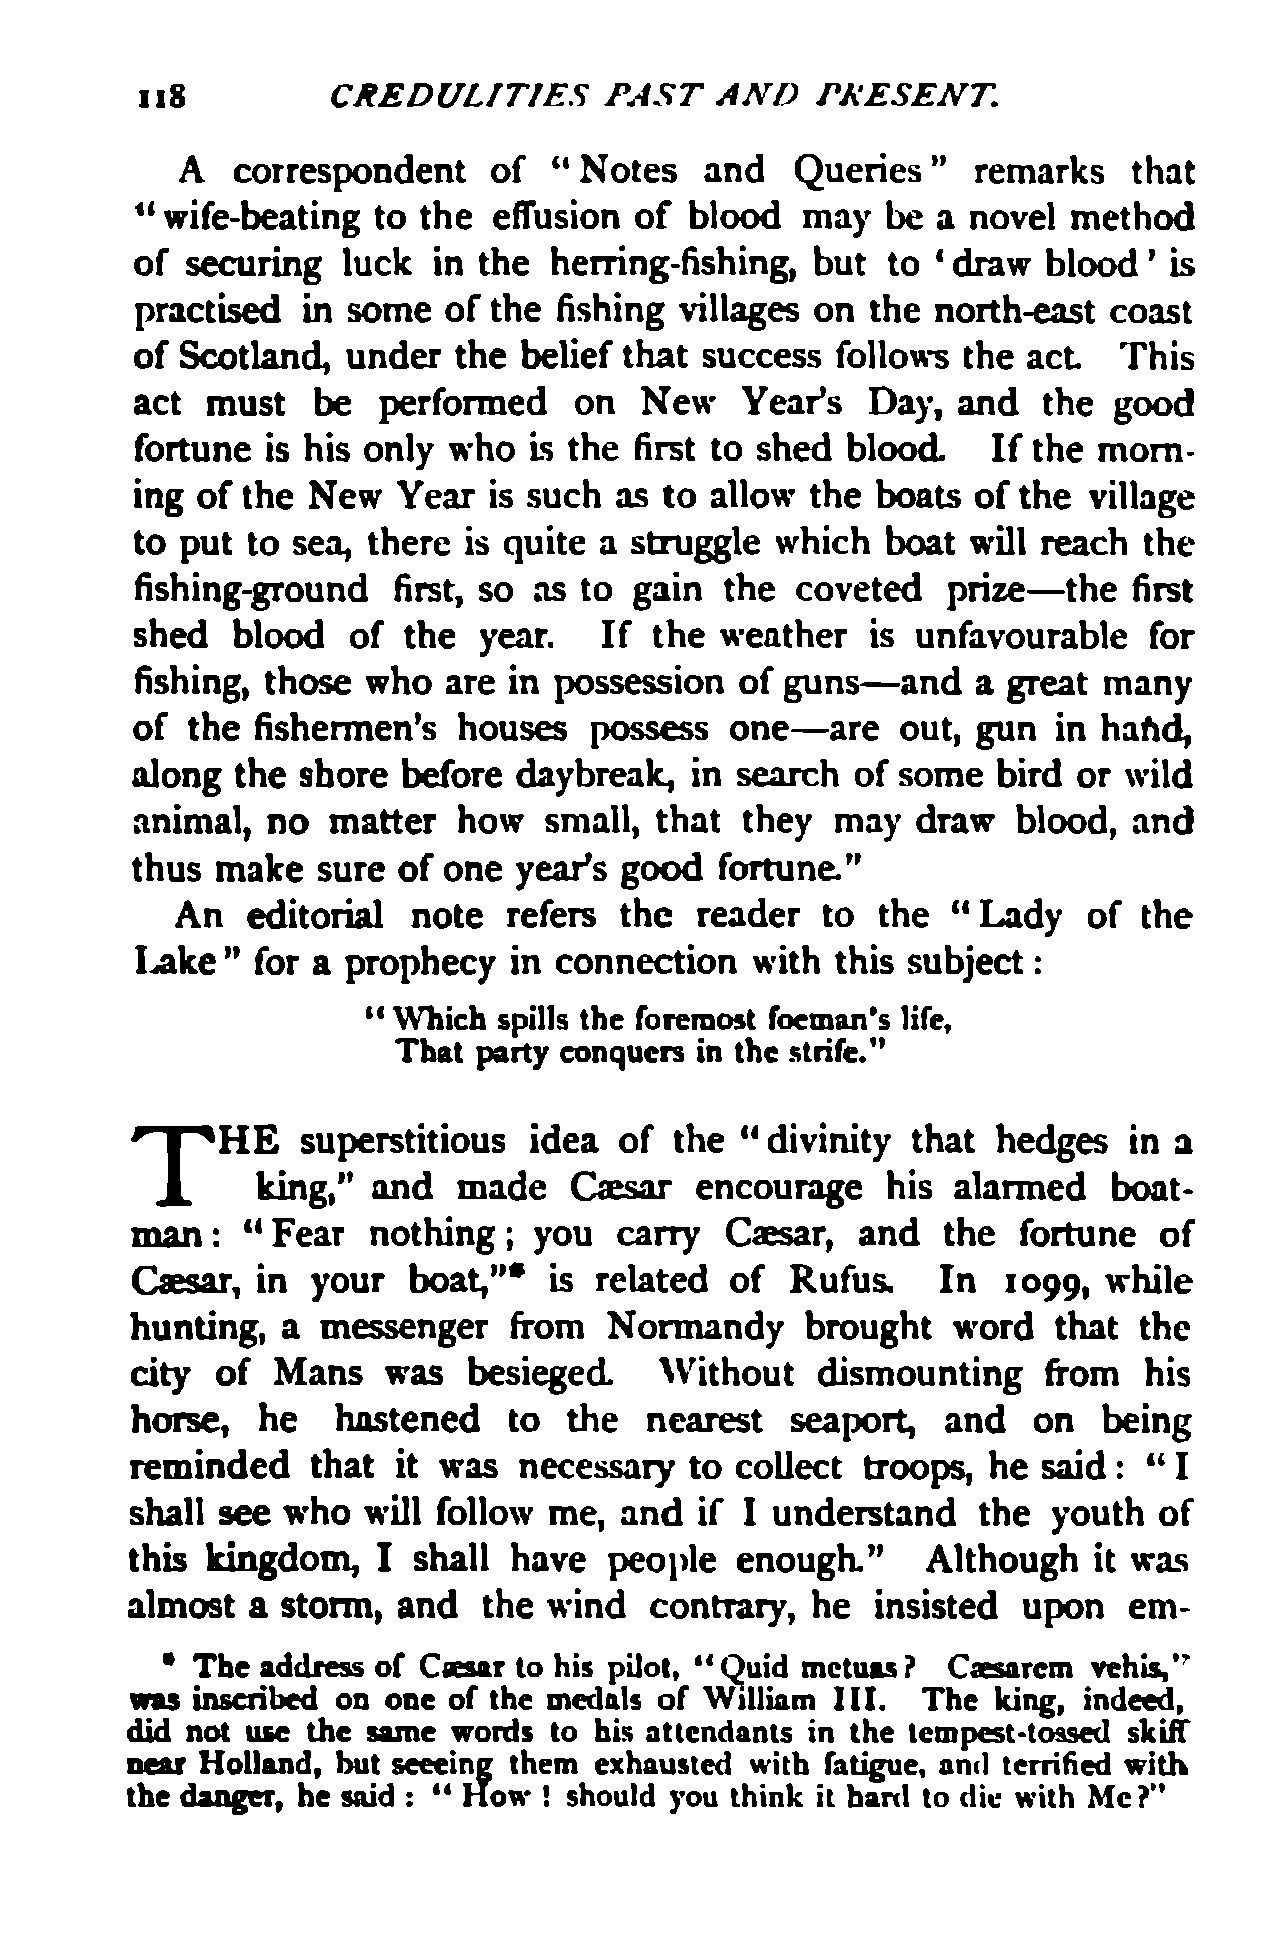 118 CREDULITIES PAST AND PRESENT.
A correspondent of “Notes and Queries” remarks that
“wife-beating to the effusion of blood may be a novel method
of securing luck in the herring-fishing, but to ‘draw blood’ is
practised in some of the fishing villages on the north-east coast
of Scotland, under the belief that success follows the act. This
act must be performed on New Year's Day, and the good
fortune is his only who is the first to shed blood. If the morn-
ing of the New Year is such as to allow the boats of the village
to put to sea, there is quite a struggle which boat will reach the
fishing-ground first, so as to gain the coveted prize—the first
shed blood of the year. If the weather is unfavourable for
fishing, those who are in possession of guns—and a great many
of the fishermen's houses possess one—are out, gun in hand,
along the shore before daybreak, in search of some bird or wild
animal, no matter how small, that they may draw blood, and
thus make sure of one year's good fortune.”
An editorial note refers the reader to the “Lady of the
Lake” for a prophecy in connection with this subject:
“Which spills the foremost foeman's life,
That party conquers in the strife.”
THE superstitious idea of the “divinity that hedges in a
king,” and made Cæsar encourage his alarmed boat-
man: “Fear nothing; you carry Cæsar, and the fortune of
Cæsar, in your boat,”* is related of Rufus. In 1099, while
hunting, a messenger from Normandy brought word that the
city of Mans was besieged. Without dismounting from his
horse, he hastened to the nearest seaport, and on being
reminded that it was necessary to collect troops, he said: “I
shall see who will follow me, and if I understand the youth of
this kingdom, I shall have people enough.” Although it was
almost a storm, and the wind contrary, he insisted upon em-
* The address of Cæsar to his pilot, “Quid metuas? Cæsarem vehis,”
was inscribed on one of the medals of William III. The king, indeed,
did not use the same words to his attendants in the tempest-tossed skiff
near Holland, but seeeing them exhausted with fatigue, and terrified with
the danger, he said: “How! should you think it hard to die with Me?”